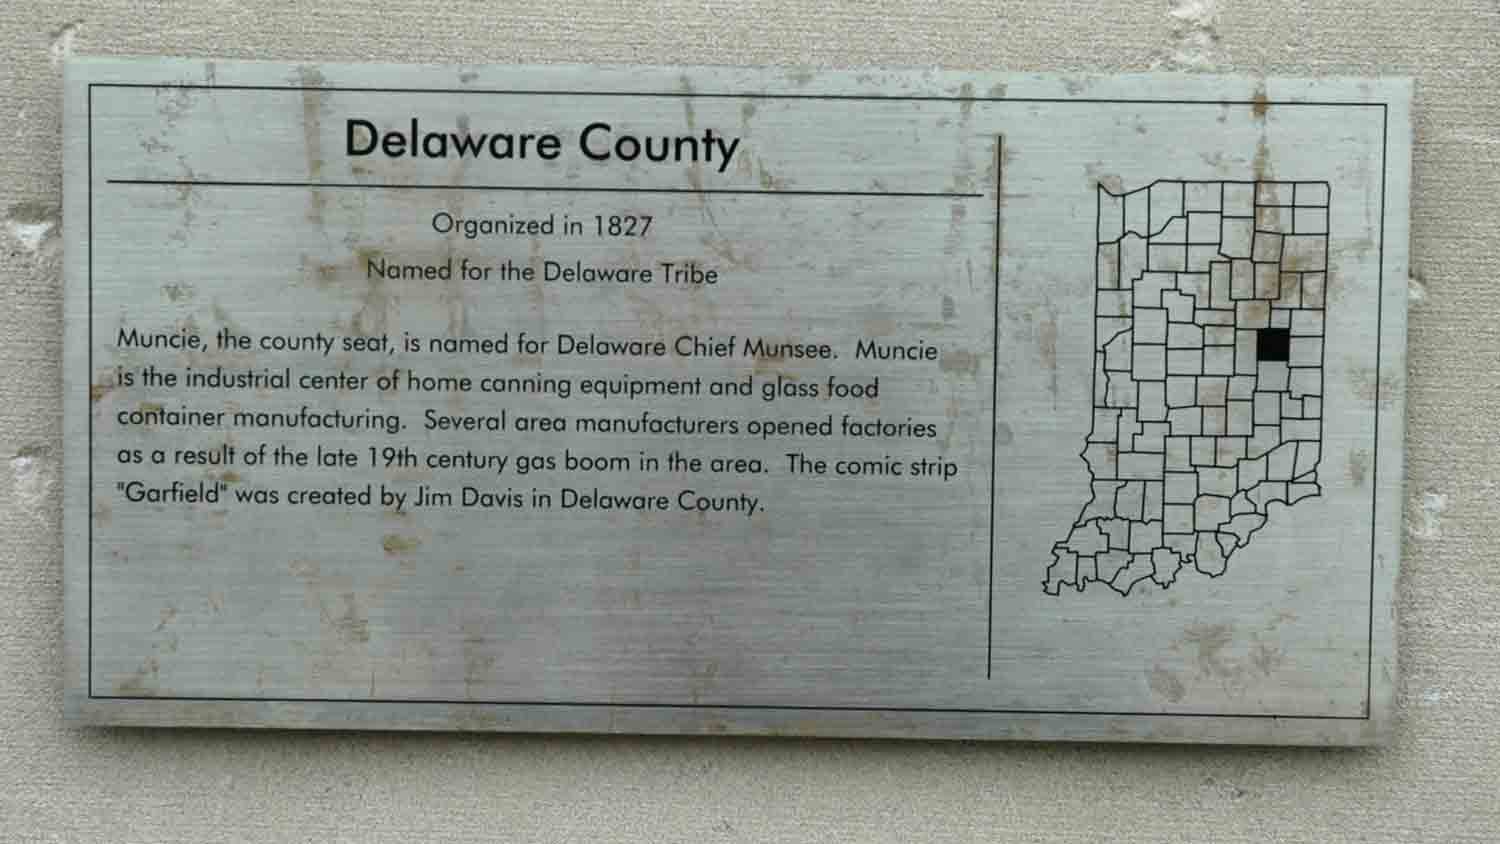 Delaware County
Organized in 1827
Named for the Delaware Tribe
Muncie, the county seat, is named for Delaware Chief Munsee. Muncie
is the industrial center of home canning equipment and glass food
container manufacturing. Several area manufacturers opened factories
as a result of the late 19th century gas boom in the area. The comic strip
"Garfield" was created by Jim Davis in Delaware County.